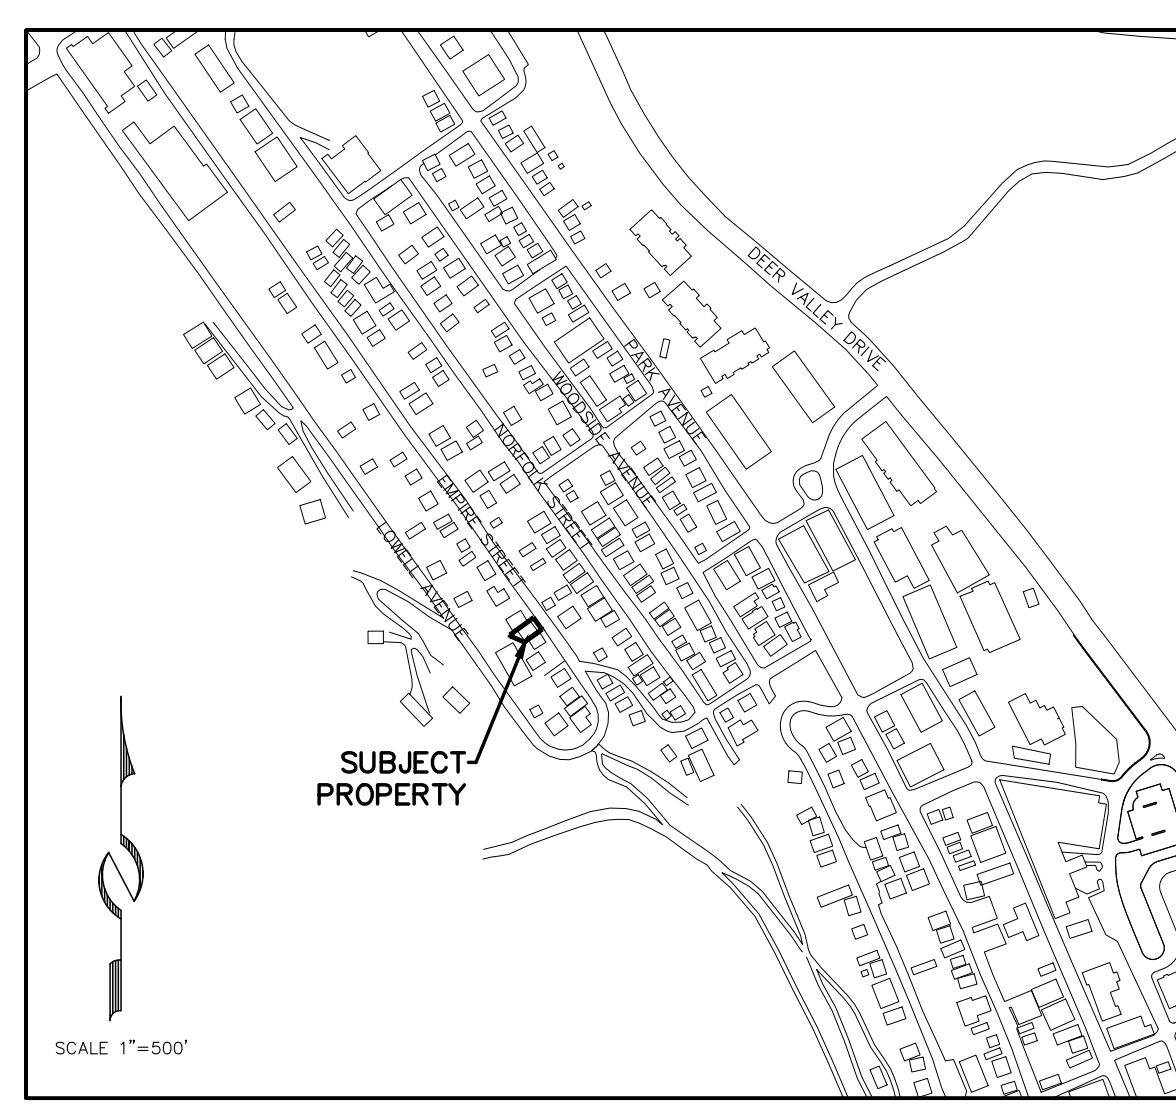 DEER VALLEY DRIVE
PARK AVENUE
WOODSIDE AVENUE
NORFOLK STREET
EMPIRE STREET
LOWELL AVENUE
SUBJECT
PROPERTY
SCALE 1"=500'